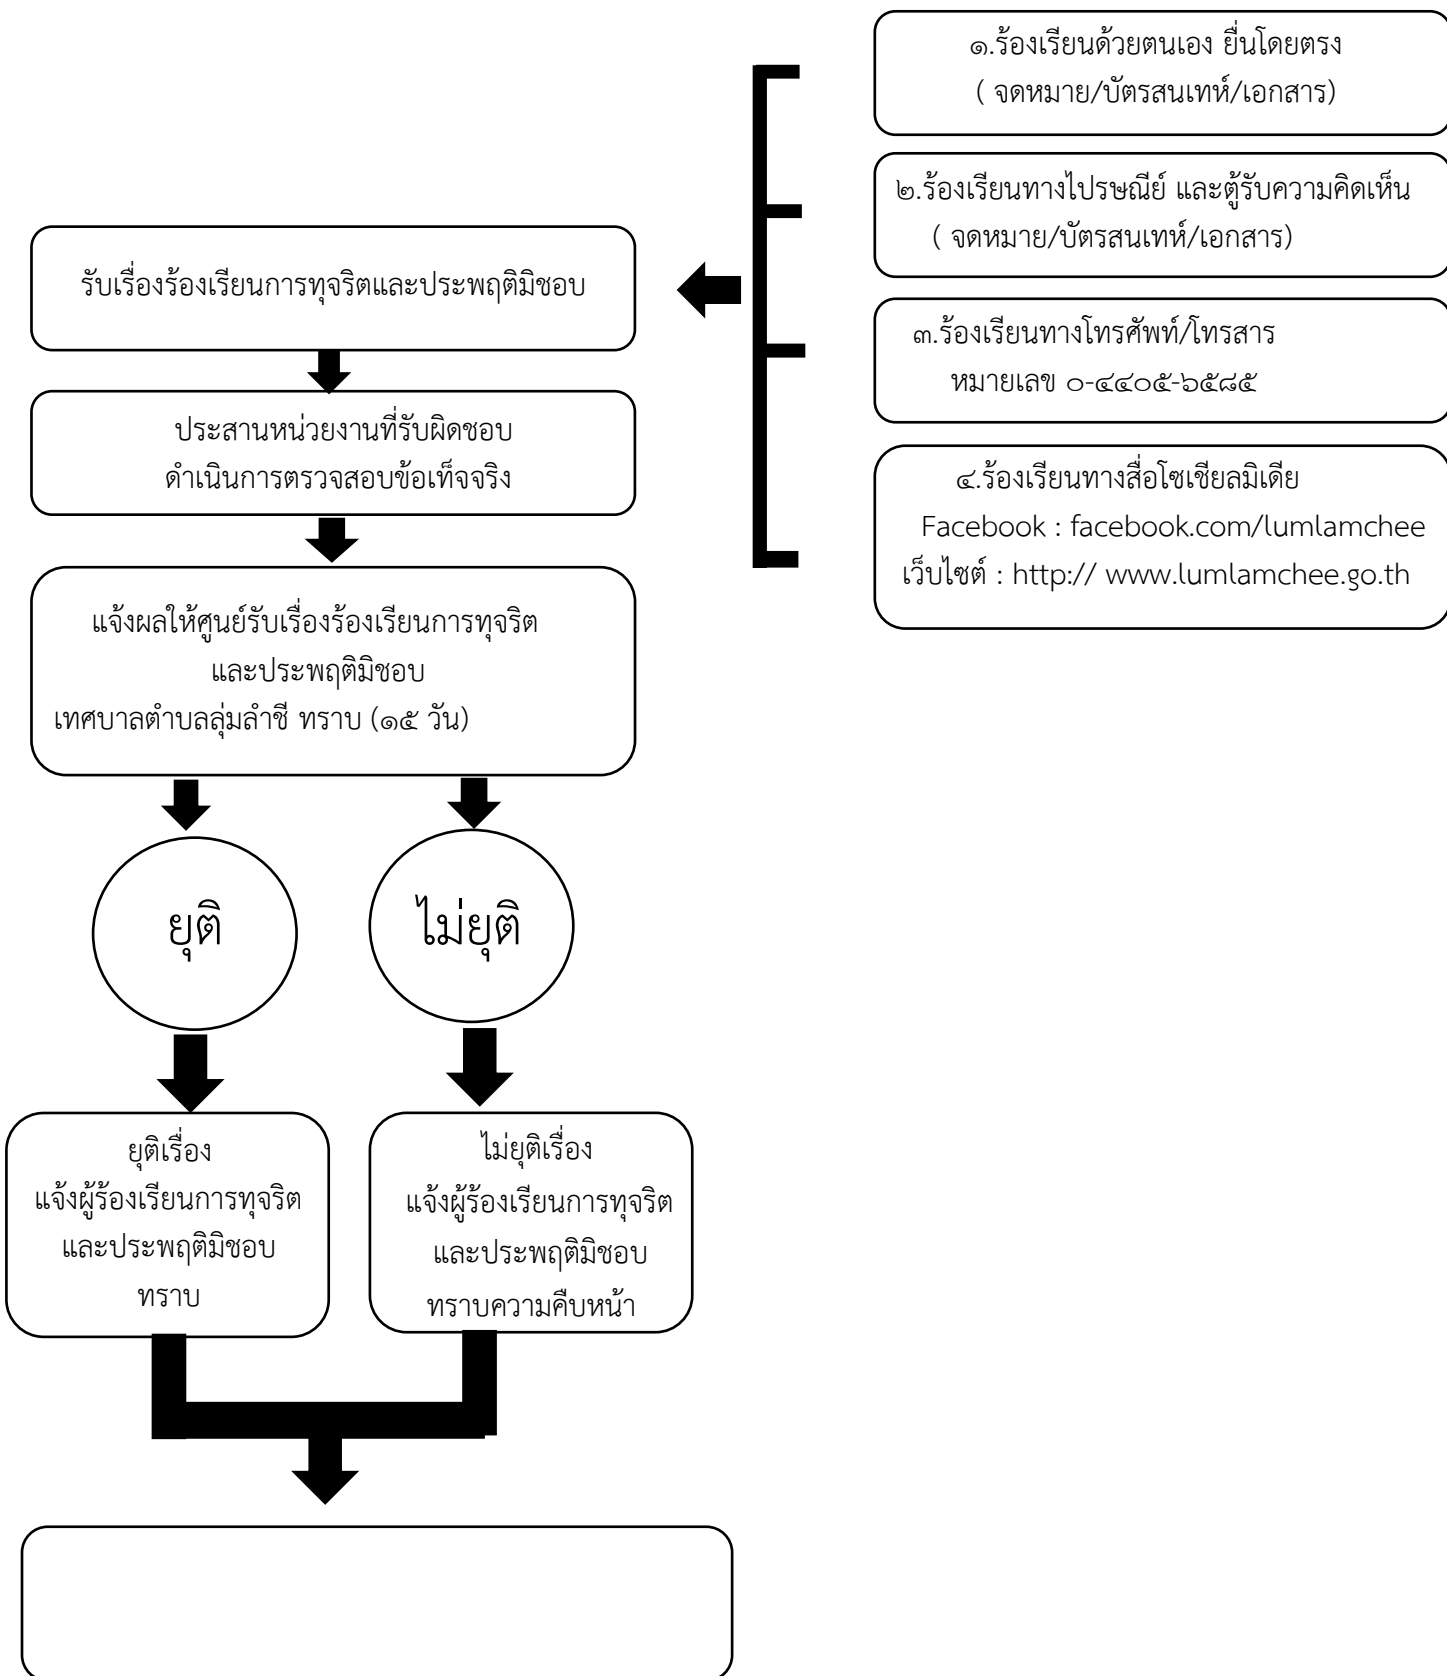 ๑.ร้องเรียนด้วยตนเอง ยื่นโดยตรง
( จดหมาย/บัตรสนเทห์/เอกสาร)
๒.ร้องเรียนทางไปรษณีย์ และตู้รับความคิดเห็น
( จดหมาย/บัตรสนเทห์/เอกสาร)
๓.ร้องเรียนทางโทรศัพท์/โทรสาร
หมายเลข ๐-๔๔๐๕-๖๕๘๕
๔.ร้องเรียนทางสื่อโซเชียลมิเดีย
Facebook : facebook.com/lumlamchee
เว็บไซต์ : http:// www.lumlamchee.go.th
รับเรื่องร้องเรียนการทุจริตและประพฤติมิชอบ
ประสานหน่วยงานที่รับผิดชอบ
ดำเนินการตรวจสอบข้อเท็จจริง
แจ้งผลให้ศูนย์รับเรื่องร้องเรียนการทุจริต
และประพฤติมิชอบ
เทศบาลตำบลลุ่มลำชี ทราบ (๑๕ วัน)
ยุติ
ไม่ยุติ
ยุติเรื่อง
แจ้งผู้ร้องเรียนการทุจริต
และประพฤติมิชอบ
ทราบ
ไม่ยุติเรื่อง
แจ้งผู้ร้องเรียนการทุจริต
และประพฤติมิชอบ
ทราบความคืบหน้า